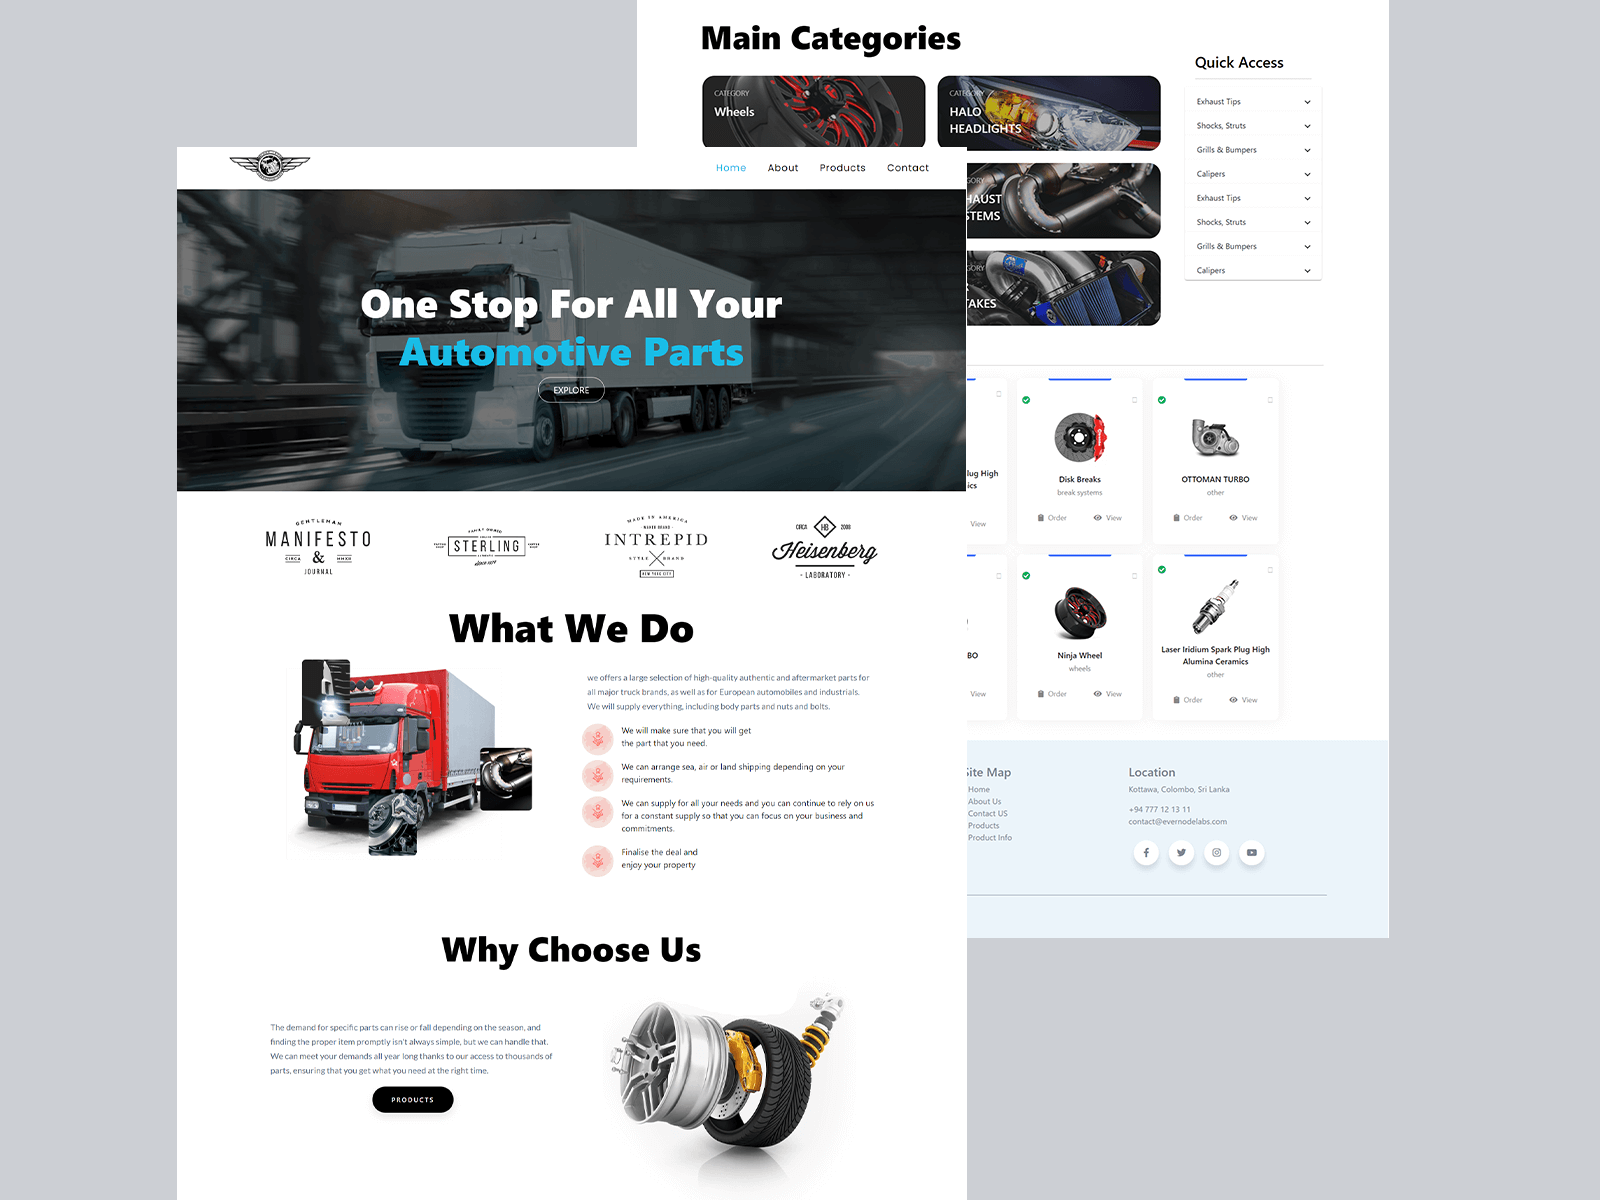 Home
About
Products
Contact
One Stop For All Your
Automotive Parts
EXPLORE
GENTLEMAN
MANIFESTO
CIRCA
&
MMXX
JOURNAL
FAMILY OWNED
STERLING
SINCE 1979
MADE IN AMERICA
INTREPID
STYLE
BRAND
NEW YORK CITY
CIRCA
HB
2008
Heisenberg
- LABORATORY -
What We Do
we offers a large selection of high-quality authentic and aftermarket parts for
all major truck brands, as well as for European automobiles and industrials.
We will supply everything, including body parts and nuts and bolts.
We will make sure that you will get
the part that you need.
We can arrange sea, air or land shipping depending on your
requirements.
We can supply for all your needs and you can continue to rely on us
for a constant supply so that you can focus on your business and
commitments.
Finalise the deal and
enjoy your property
Why Choose Us
The demand for specific parts can rise or fall depending on the season, and
finding the proper item promptly isn't always simple, but we can handle that.
We can meet your demands all year long thanks to our access to thousands of
parts, ensuring that you get what you need at the right time.
PRODUCTS
Main Categories
CATEGORY
Wheels
CATEGORY
HALO
HEADLIGHTS
GORY
HAUST
STEMS
GORY
TAKES
Quick Access
Exhaust Tips
Shocks, Struts
Grills & Bumpers
Calipers
Exhaust Tips
Shocks, Struts
Grills & Bumpers
Calipers
lug High
ics
View
Disk Breaks
break systems
Order
View
OTTOMAN TURBO
other
Order
View
BO
View
Ninja Wheel
wheels
Order
View
Laser Iridium Spark Plug High
Alumina Ceramics
other
Order
View
Site Map
Home
About Us
Contact US
Products
Product Info
Location
Kottawa, Colombo, Sri Lanka
+94 777 12 13 11
contact@evernodelabs.com